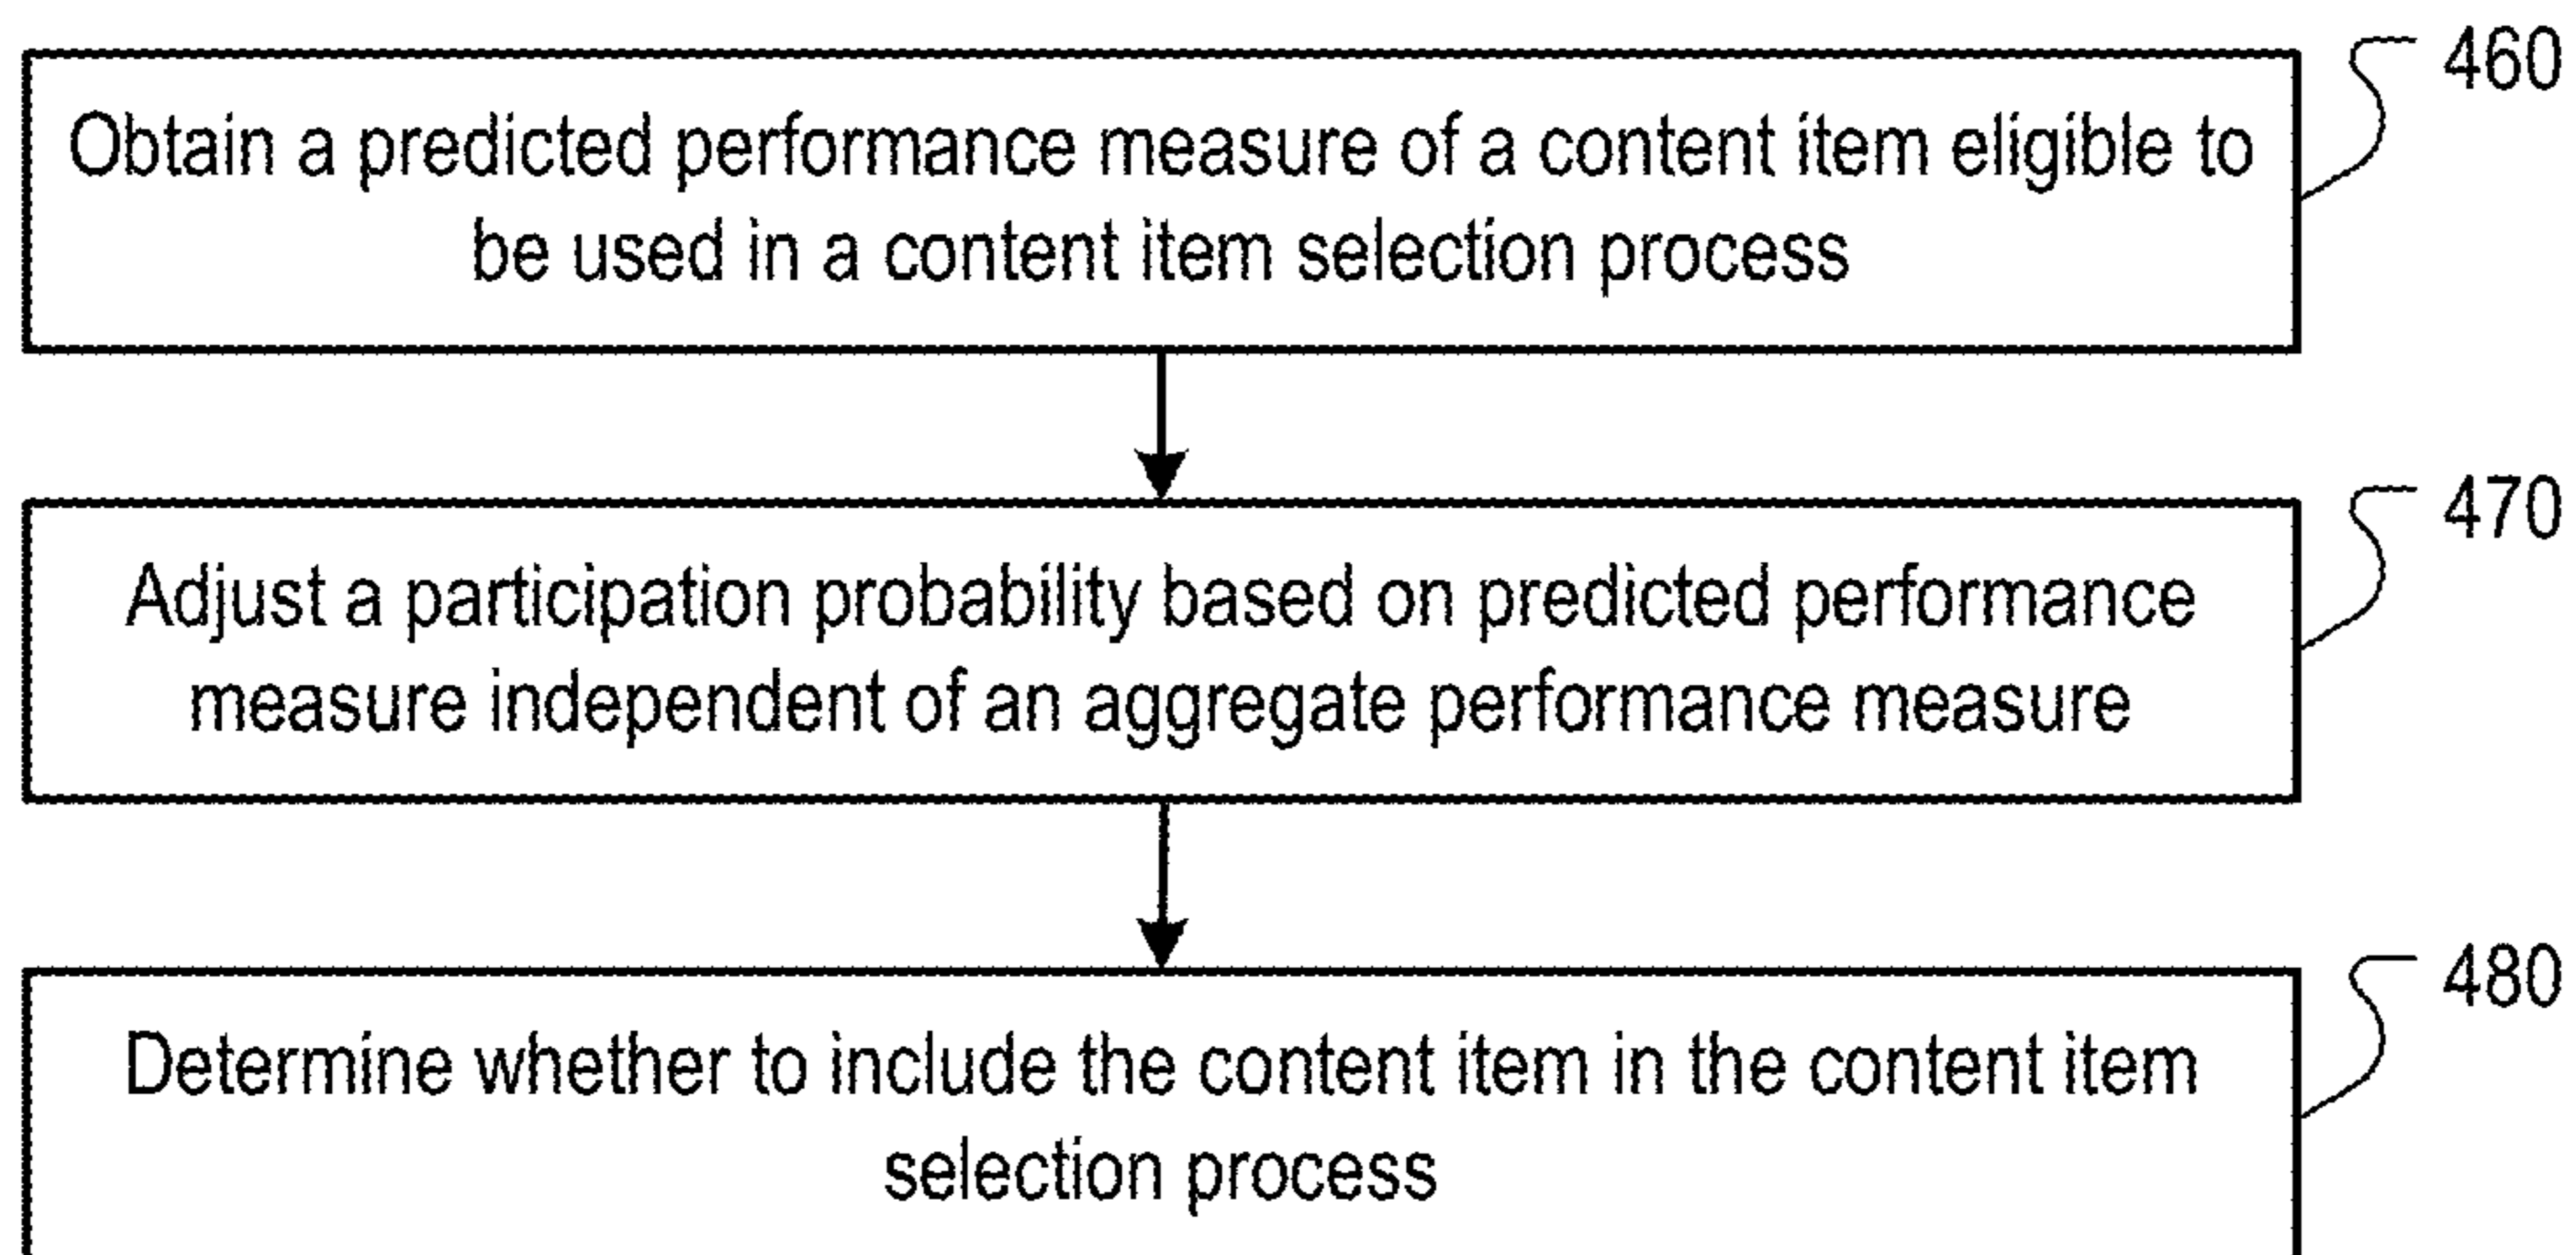 460
Obtain a predicted performance measure of a content item eligible to
be used in a content item selection process
470
Adjust a participation probability based on predicted performance
measure independent of an aggregate performance measure
480
Determine whether to include the content item in the content item
selection process